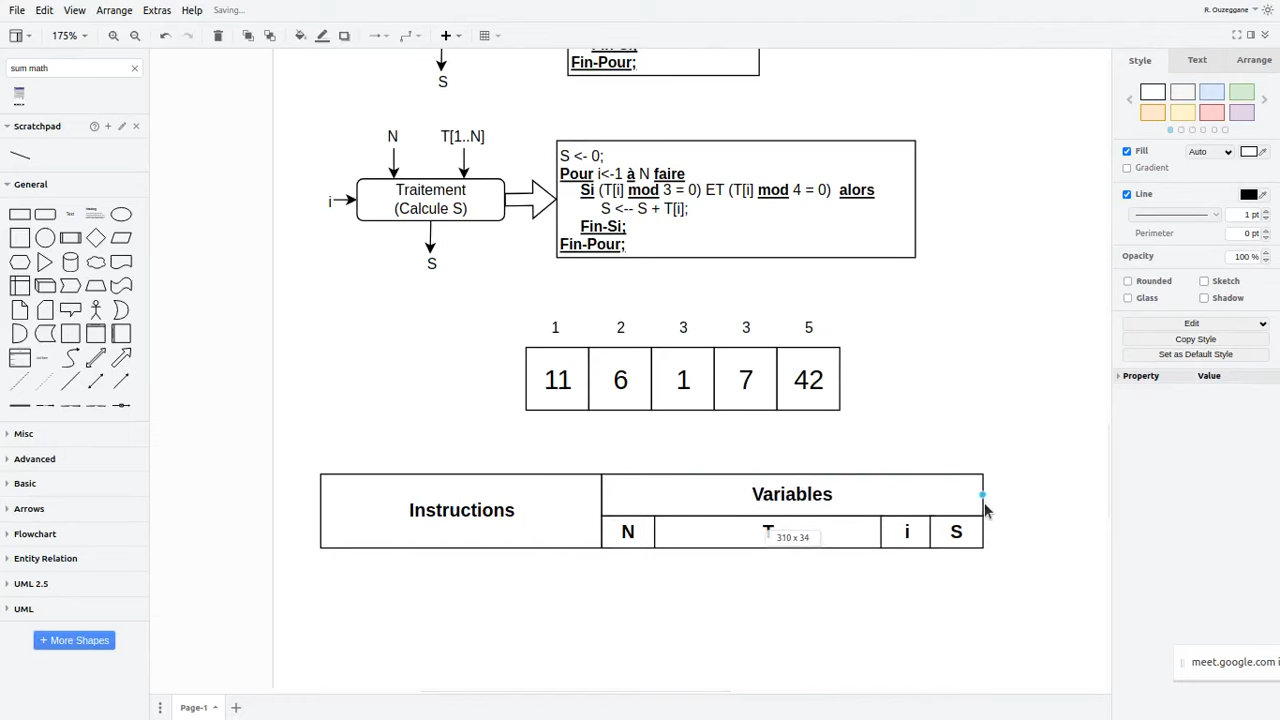 File Edit View Arrange Extras Help Saving...
R. Ouzeggane
175%
sum math
Scratchpad
General
Misc
Advanced
Basic
Arrows
Flowchart
Entity Relation
UML 2.5
UML
+ More Shapes
Fin-Pour;
S
N T[1..N]
i
Traitement
(Calcule S)
S
S <- 0;
Pour i<-1 à N faire
Si (T[i] mod 3 = 0) ET (T[i] mod 4 = 0) alors
S <-- S + T[i];
Fin-Si;
Fin-Pour;
1 2 3 3 5
11 6 1 7 42
Instructions
Variables
N T i S
310 x 34
Style Text Arrange
Fill Auto
Gradient
Line 1 pt
Perimeter 0 pt
Opacity 100 %
Rounded Sketch
Glass Shadow
Edit
Copy Style
Set as Default Style
Property Value
meet.google.com i
Page-1